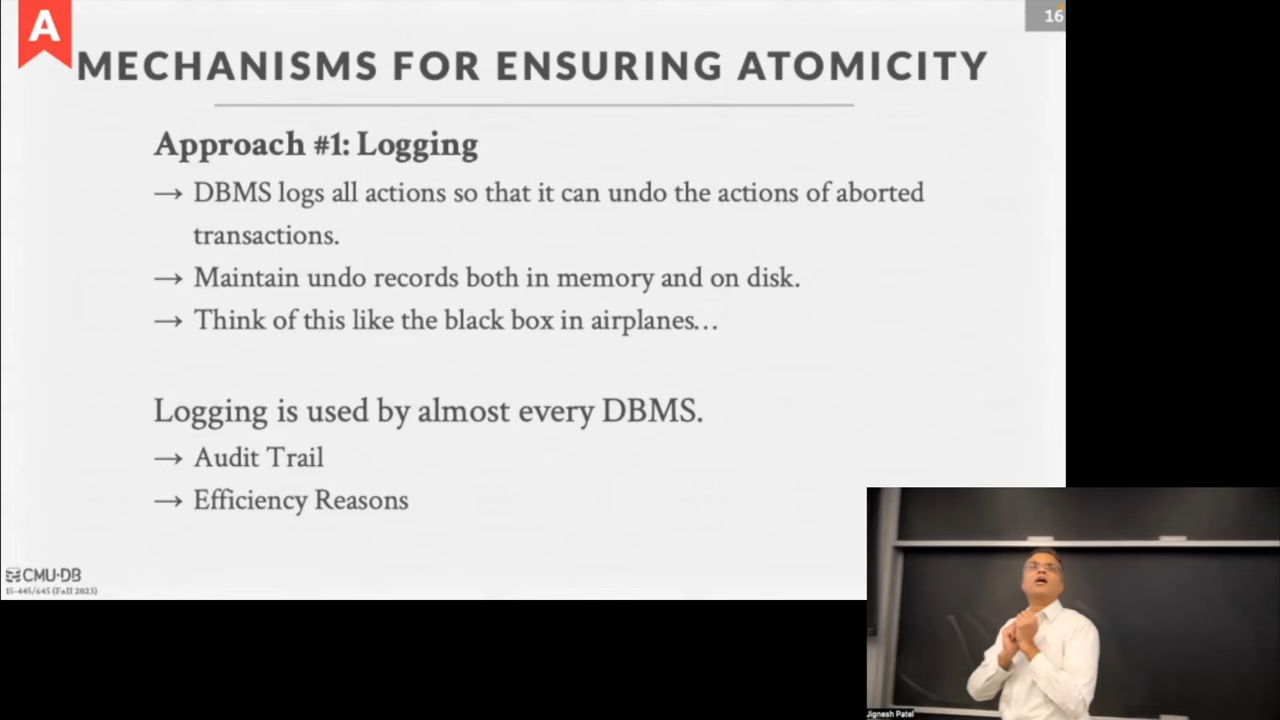 A
16
MECHANISMS FOR ENSURING ATOMICITY
Approach #1: Logging
→ DBMS logs all actions so that it can undo the actions of aborted
transactions.
→ Maintain undo records both in memory and on disk.
→ Think of this like the black box in airplanes…
Logging is used by almost every DBMS.
→ Audit Trail
→ Efficiency Reasons
CMU·DB
15-445/645 (Fall 2023)
Jignesh Patel